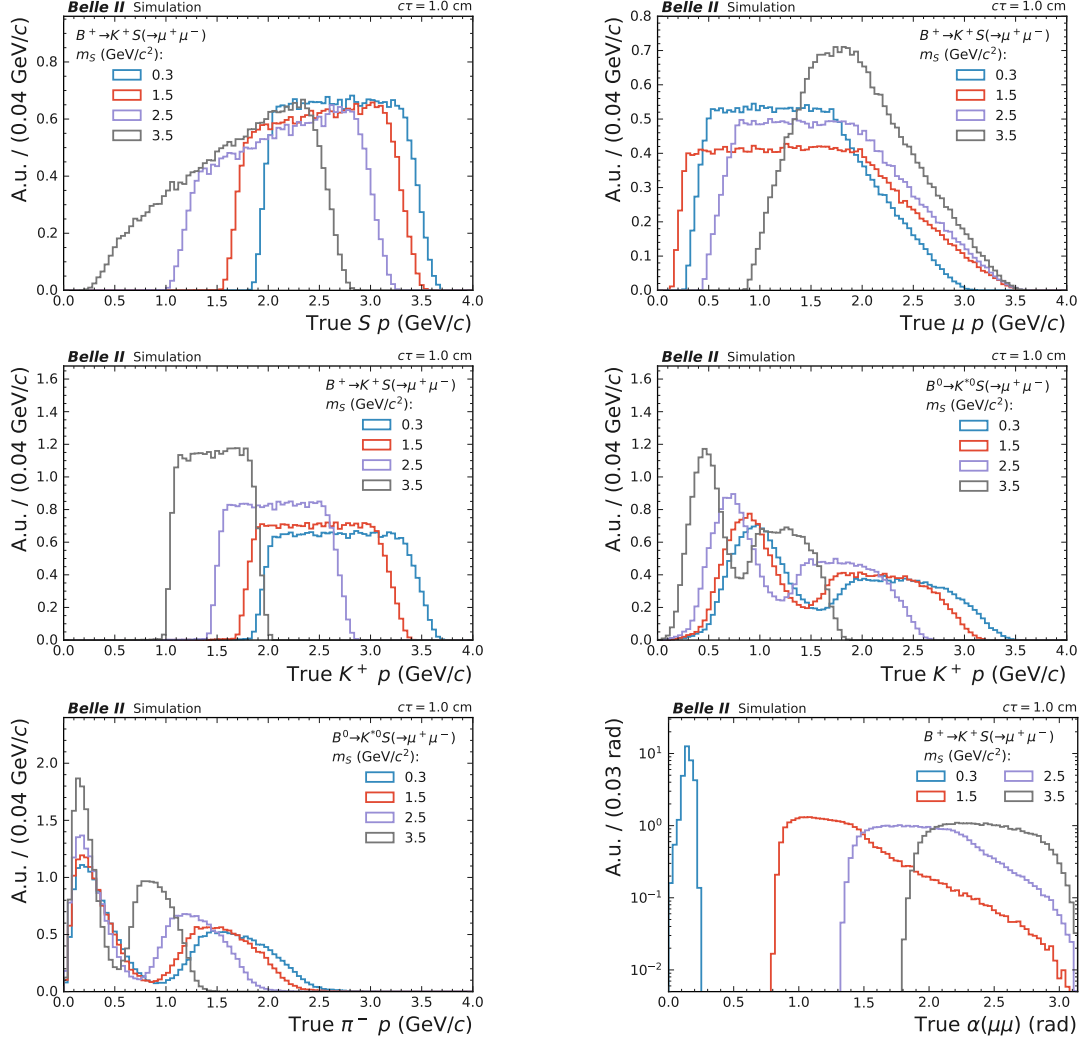 Belle II Simulation cτ = 1.0 cm
A.u. / (0.04 GeV/c)
B⁺→K⁺S(→μ⁺μ⁻)
m_S (GeV/c²):
0.3
1.5
2.5
3.5
0.0 0.2 0.4 0.6 0.8
0.0 0.5 1.0 1.5 2.0 2.5 3.0 3.5 4.0
True S p (GeV/c)
Belle II Simulation cτ = 1.0 cm
A.u. / (0.04 GeV/c)
B⁺→K⁺S(→μ⁺μ⁻)
m_S (GeV/c²):
0.3
1.5
2.5
3.5
0.0 0.1 0.2 0.3 0.4 0.5 0.6 0.7 0.8
0.0 0.5 1.0 1.5 2.0 2.5 3.0 3.5 4.0
True μ p (GeV/c)
Belle II Simulation cτ = 1.0 cm
A.u. / (0.04 GeV/c)
B⁺→K⁺S(→μ⁺μ⁻)
m_S (GeV/c²):
0.3
1.5
2.5
3.5
0.0 0.2 0.4 0.6 0.8 1.0 1.2 1.4 1.6
0.0 0.5 1.0 1.5 2.0 2.5 3.0 3.5 4.0
True K⁺ p (GeV/c)
Belle II Simulation cτ = 1.0 cm
A.u. / (0.04 GeV/c)
B⁰→K*⁰S(→μ⁺μ⁻)
m_S (GeV/c²):
0.3
1.5
2.5
3.5
0.0 0.2 0.4 0.6 0.8 1.0 1.2 1.4 1.6
0.0 0.5 1.0 1.5 2.0 2.5 3.0 3.5 4.0
True K⁺ p (GeV/c)
Belle II Simulation cτ = 1.0 cm
A.u. / (0.04 GeV/c)
B⁰→K*⁰S(→μ⁺μ⁻)
m_S (GeV/c²):
0.3
1.5
2.5
3.5
0.0 0.5 1.0 1.5 2.0
0.0 0.5 1.0 1.5 2.0 2.5 3.0 3.5 4.0
True π⁻ p (GeV/c)
Belle II Simulation cτ = 1.0 cm
A.u. / (0.03 rad)
B⁺→K⁺S(→μ⁺μ⁻)
m_S (GeV/c²):
0.3 2.5
1.5 3.5
10⁻² 10⁻¹ 10⁰ 10¹
0.0 0.5 1.0 1.5 2.0 2.5 3.0
True α(μμ) (rad)